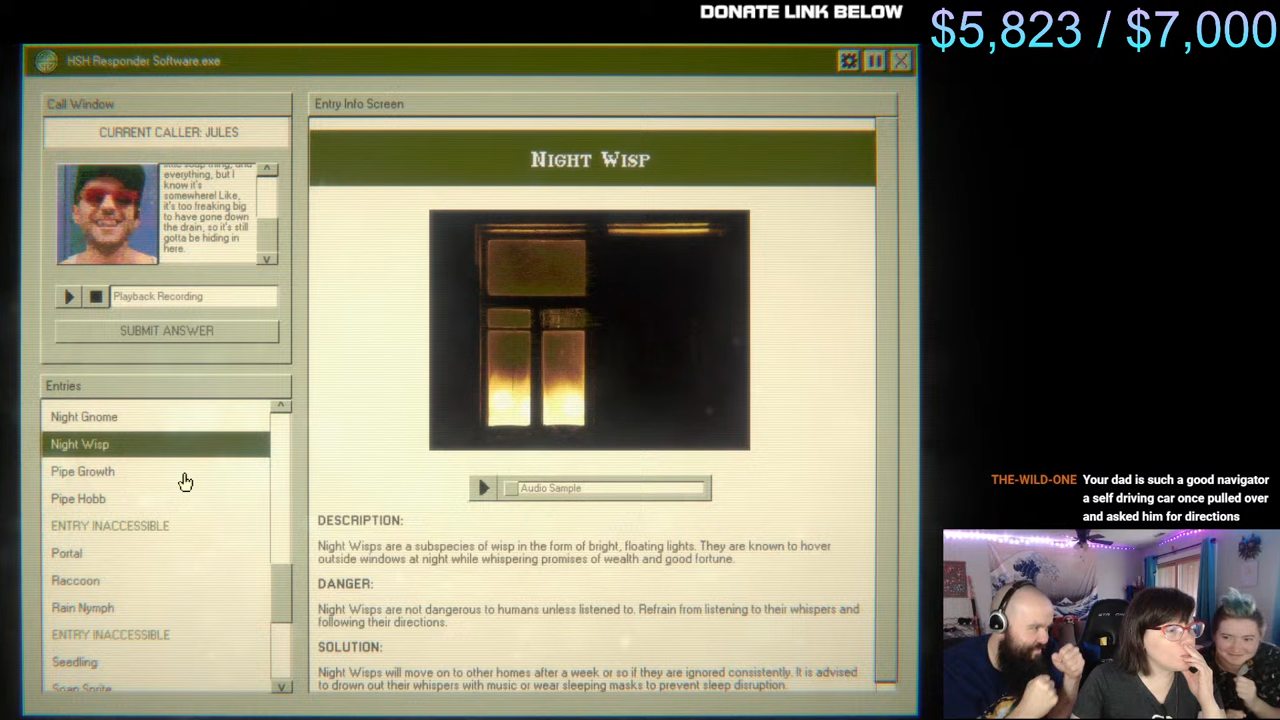 DONATE LINK BELOW
$5,823 / $7,000
HSH Responder Software.exe
Call Window
CURRENT CALLER: JULES
little soap thing, and
everything, but I
know it's
somewhere! Like,
it's too freaking big
to have gone down
the drain, so it's still
gotta be hiding in
here.
Playback Recording
SUBMIT ANSWER
Entries
Night Gnome
Night Wisp
Pipe Growth
Pipe Hobb
ENTRY INACCESSIBLE
Portal
Raccoon
Rain Nymph
ENTRY INACCESSIBLE
Seedling
Soap Sprite
Entry Info Screen
Night Wisp
Audio Sample
DESCRIPTION:
Night Wisps are a subspecies of wisp in the form of bright, floating lights. They are known to hover
outside windows at night while whispering promises of wealth and good fortune.
DANGER:
Night Wisps are not dangerous to humans unless listened to. Refrain from listening to their whispers and
following their directions.
SOLUTION:
Night Wisps will move on to other homes after a week or so if they are ignored consistently. It is advised
to drown out their whispers with music or wear sleeping masks to prevent sleep disruption.
THE-WILD-ONE Your dad is such a good navigator
a self driving car once pulled over
and asked him for directions